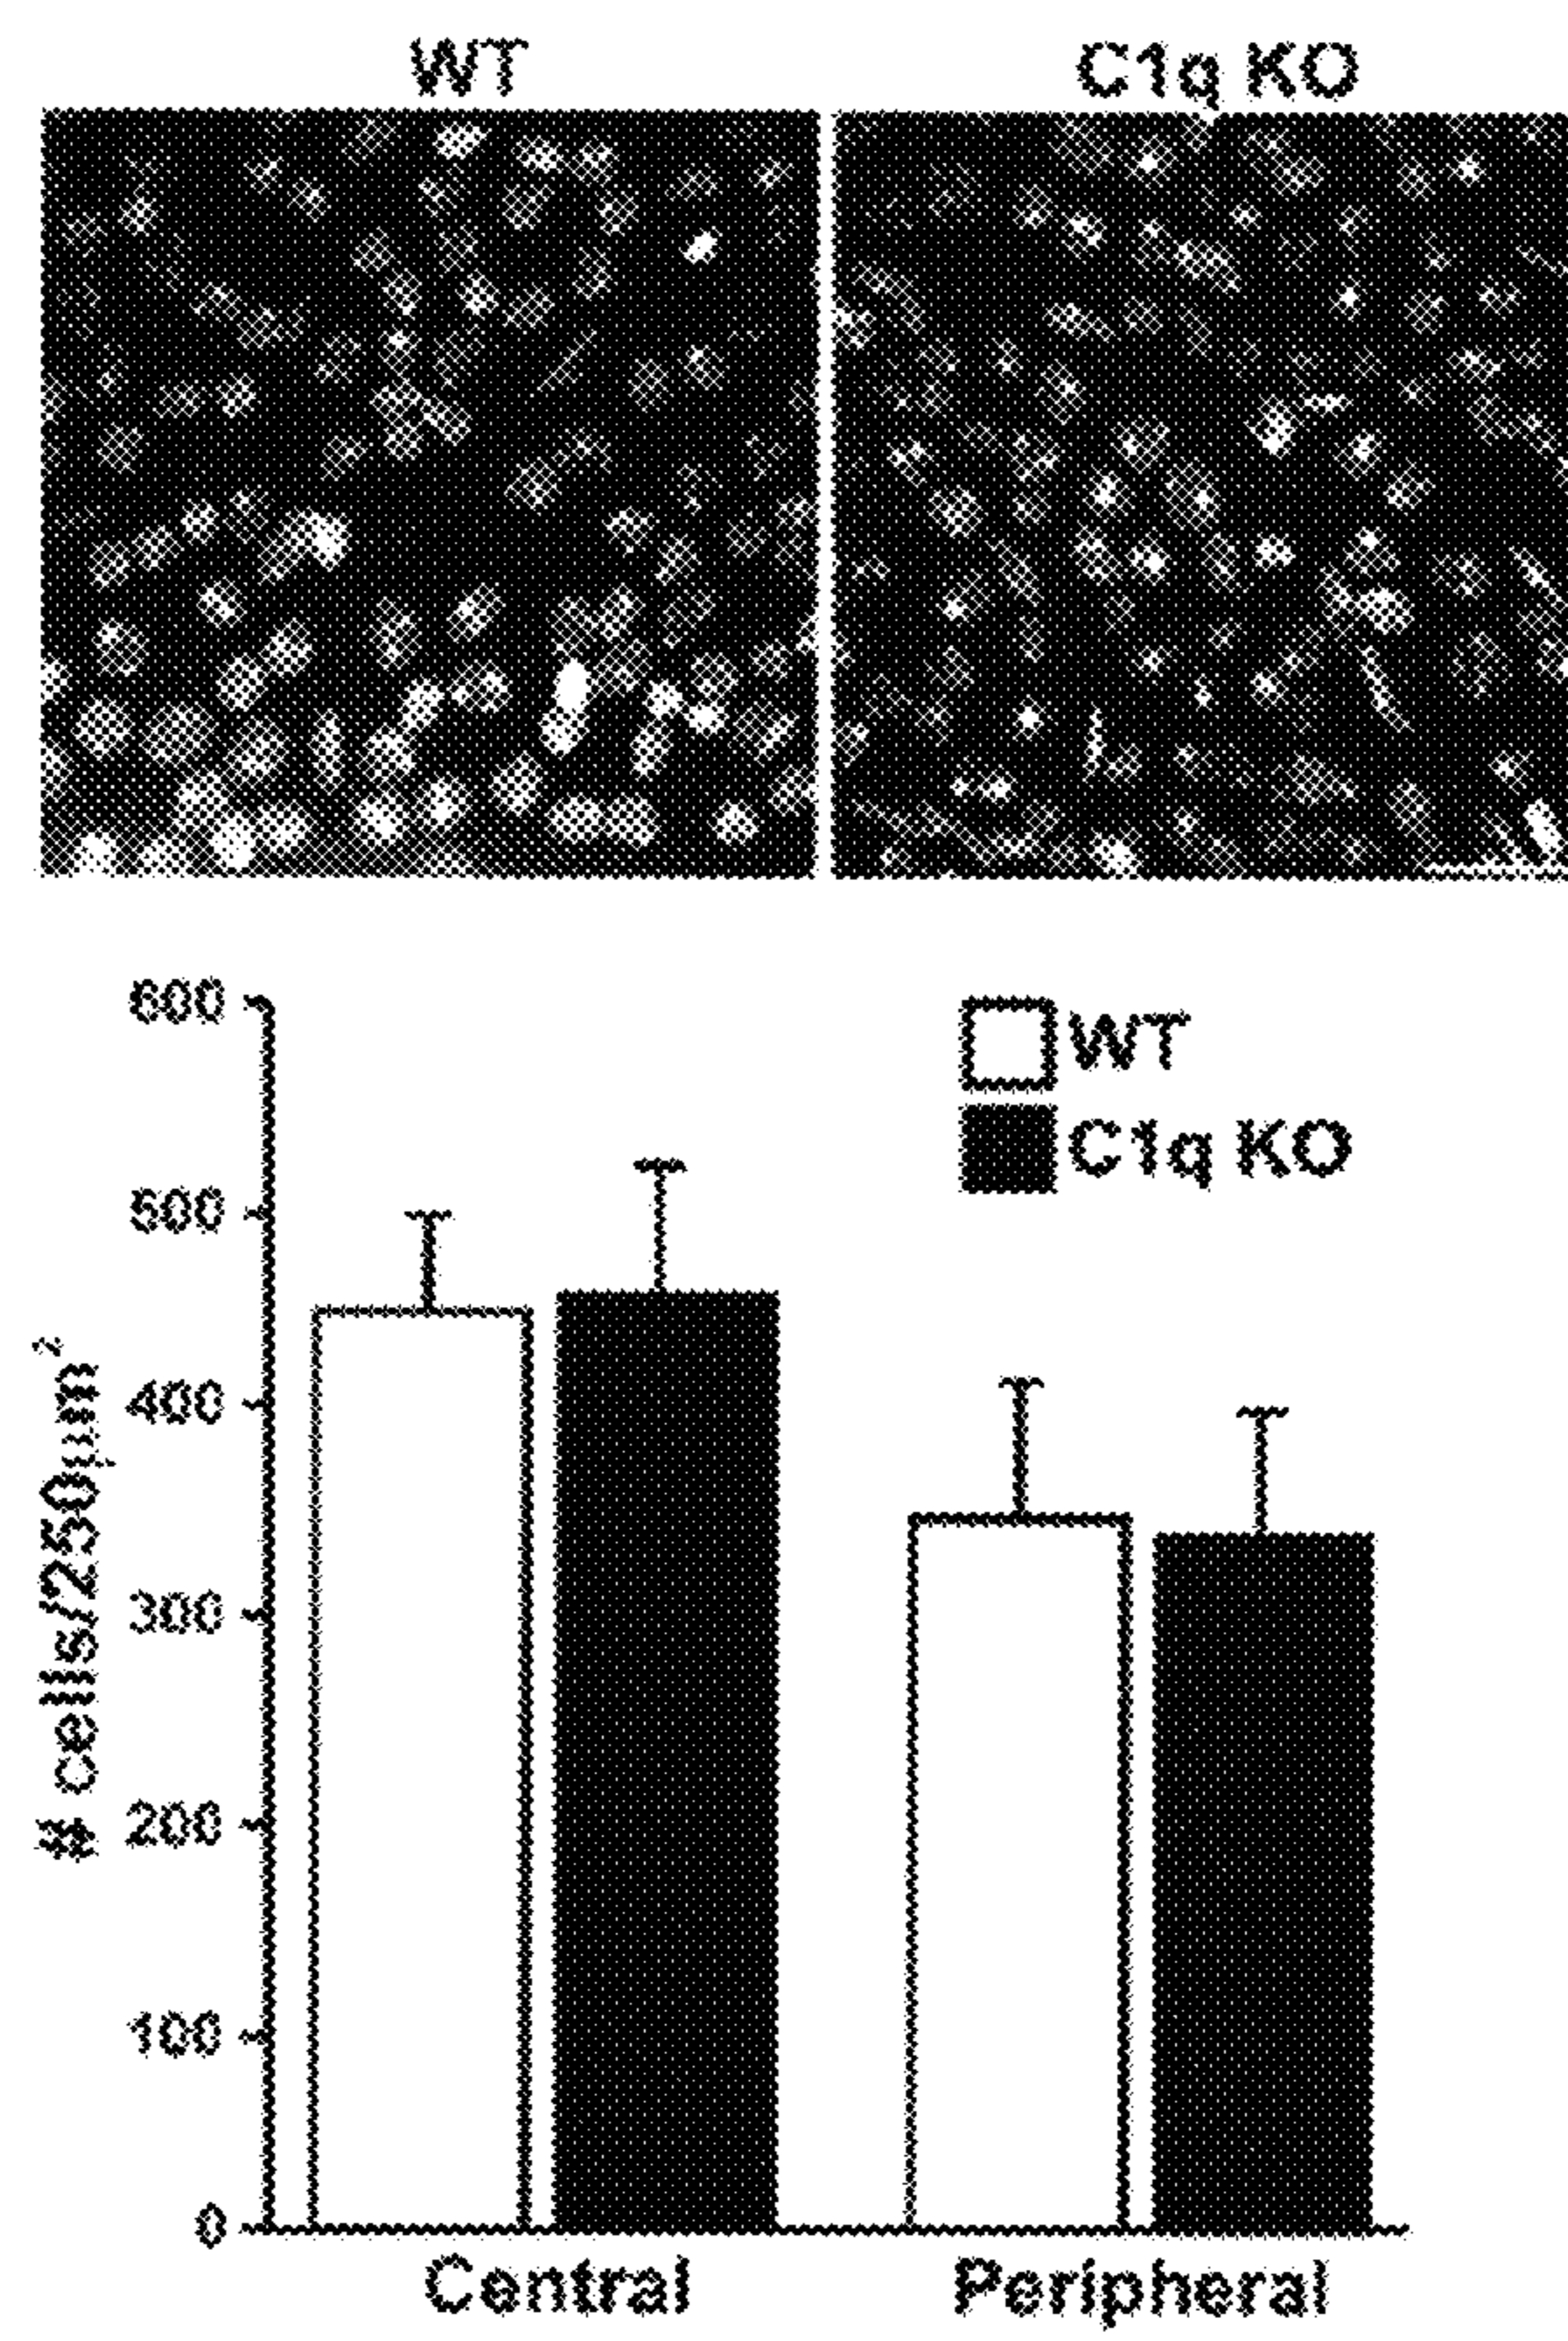 WT
C1q KO
600
500
400
300
200
100
0
# cells/250µm²
WT
C1q KO
Central
Peripheral